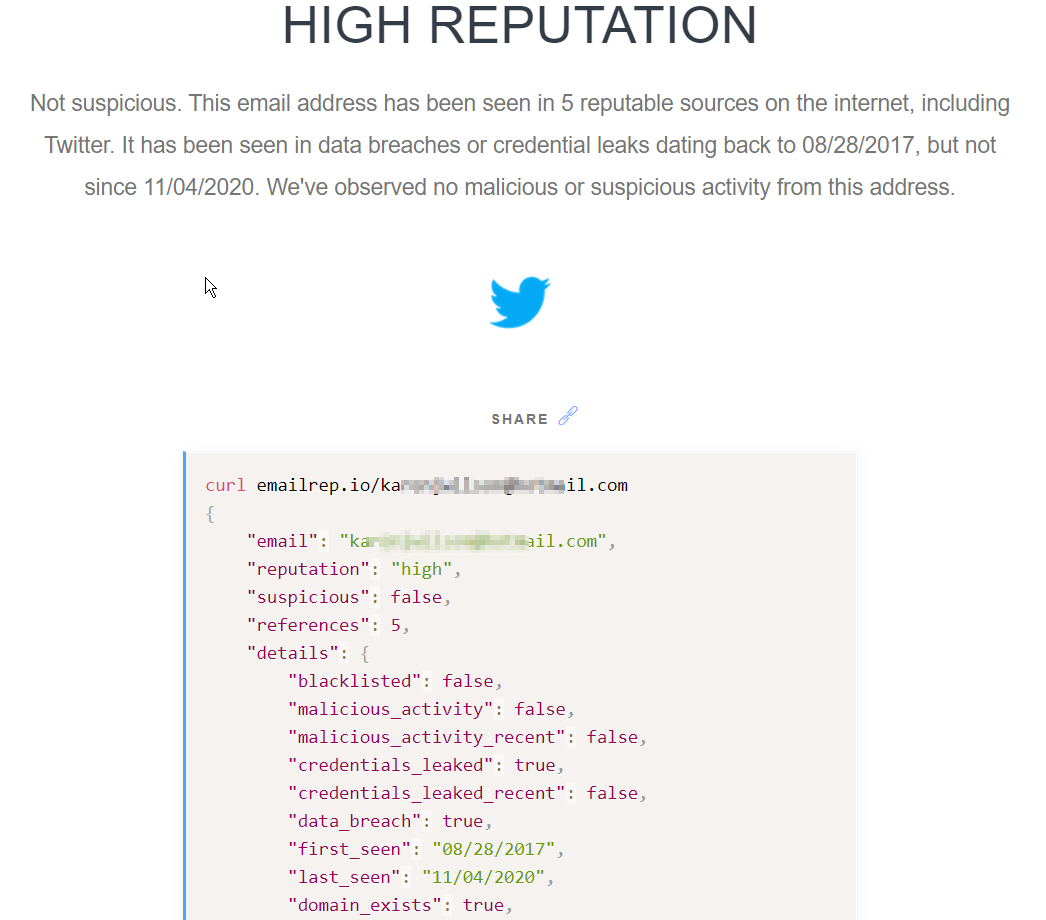 HIGH REPUTATION
Not suspicious. This email address has been seen in 5 reputable sources on the internet, including
Twitter. It has been seen in data breaches or credential leaks dating back to 08/28/2017, but not
since 11/04/2020. We've observed no malicious or suspicious activity from this address.
SHARE
curl emailrep.io/ka il.com
{
"email": "ka ail.com",
"reputation": "high",
"suspicious": false,
"references": 5,
"details": {
"blacklisted": false,
"malicious_activity": false,
"malicious_activity_recent": false,
"credentials_leaked": true,
"credentials_leaked_recent": false,
"data_breach": true,
"first_seen": "08/28/2017",
"last_seen": "11/04/2020",
"domain_exists": true,